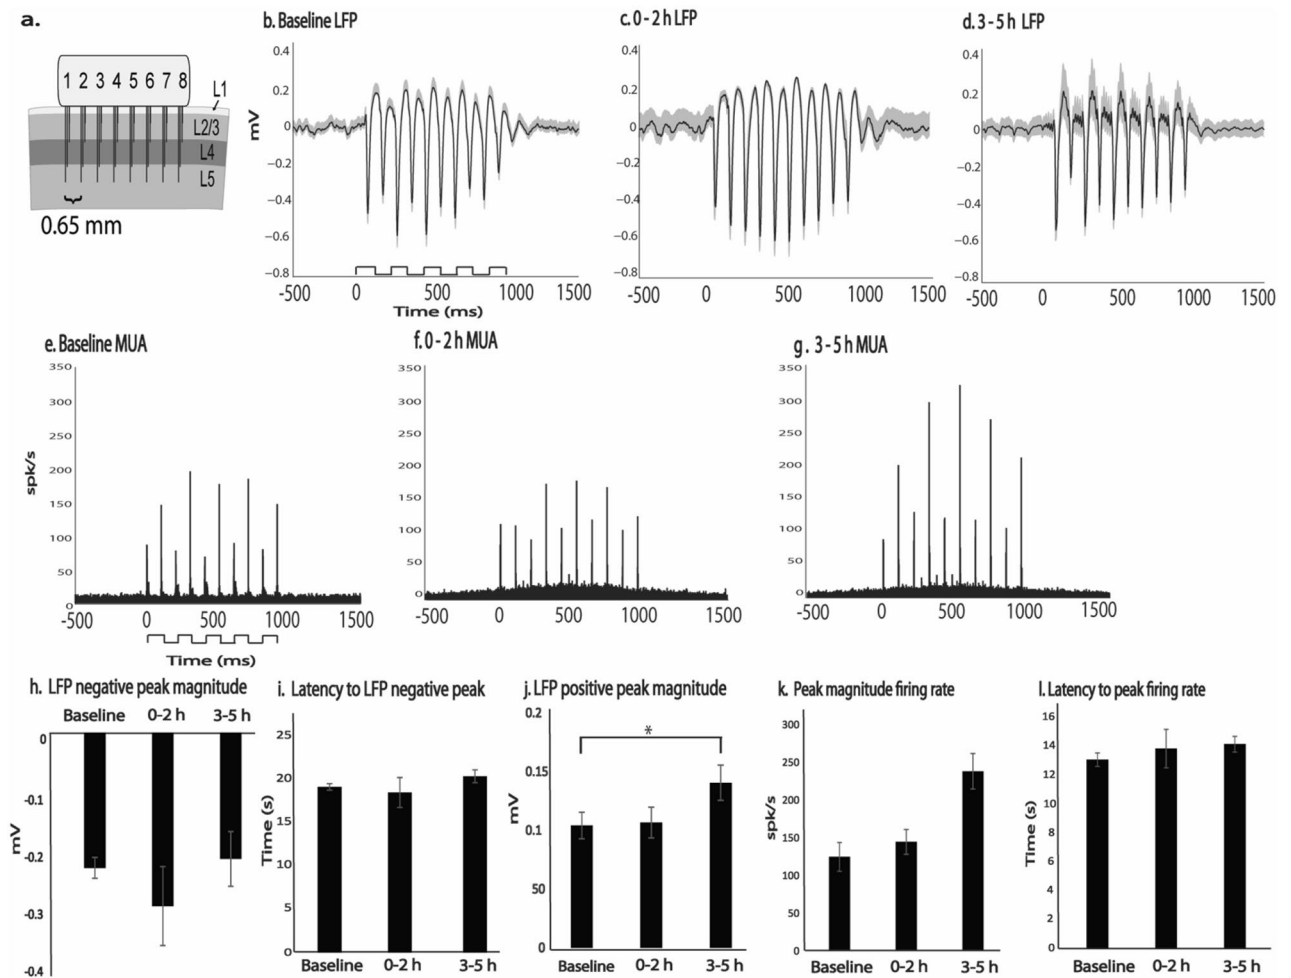 a.
b. Baseline LFP
c. 0 - 2 h LFP
d. 3 - 5 h LFP
1 2 3 4 5 6 7 8
L1
L2/3
L4
L5
0.65 mm
mV
0.4
0.2
0
−0.2
−0.4
−0.6
−0.8
-500 0 500 1000 1500
Time (ms)
0.4
0.2
0
−0.2
−0.4
−0.6
−0.8
-500 0 500 1000 1500
0.4
0.2
0
−0.2
−0.4
−0.6
−0.8
-500 0 500 1000 1500
e. Baseline MUA
f. 0 - 2 h MUA
g. 3 - 5 h MUA
spk/s
350
300
250
200
150
100
50
0
-500 0 500 1000 1500
Time (ms)
350
300
250
200
150
100
50
0
-500 0 500 1000 1500
350
300
250
200
150
100
50
0
-500 0 500 1000 1500
h. LFP negative peak magnitude
Baseline 0-2 h 3-5 h
mV
0
-0.1
-0.2
-0.3
-0.4
i. Latency to LFP negative peak
Time (s)
25
20
15
10
5
0
Baseline 0-2 h 3-5 h
j. LFP positive peak magnitude
mV
0.2
0.15
0.1
50
0
*
Baseline 0-2 h 3-5 h
k. Peak magnitude firing rate
spk/s
300
250
200
150
100
50
0
Baseline 0-2 h 3-5 h
l. Latency to peak firing rate
Time (s)
16
14
12
10
8
6
4
2
0
Baseline 0-2 h 3-5 h